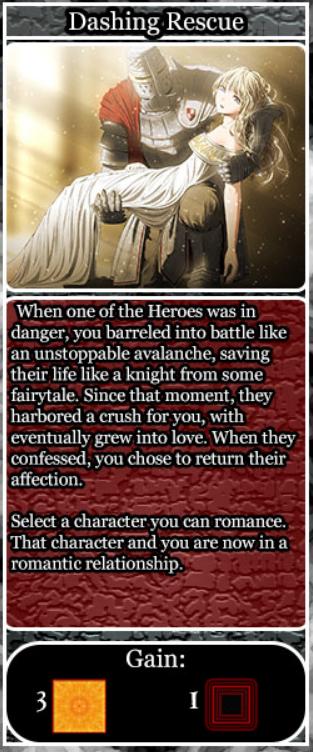 Dashing Rescue
When one of the Heroes was in
danger, you barreled into battle like
an unstoppable avalanche, saving
their life like a knight from some
fairytale. Since that moment, they
harbored a crush for you, with
eventually grew into love. When they
confessed, you chose to return their
affection.
Select a character you can romance.
That character and you are now in a
romantic relationship.
Gain:
3 1